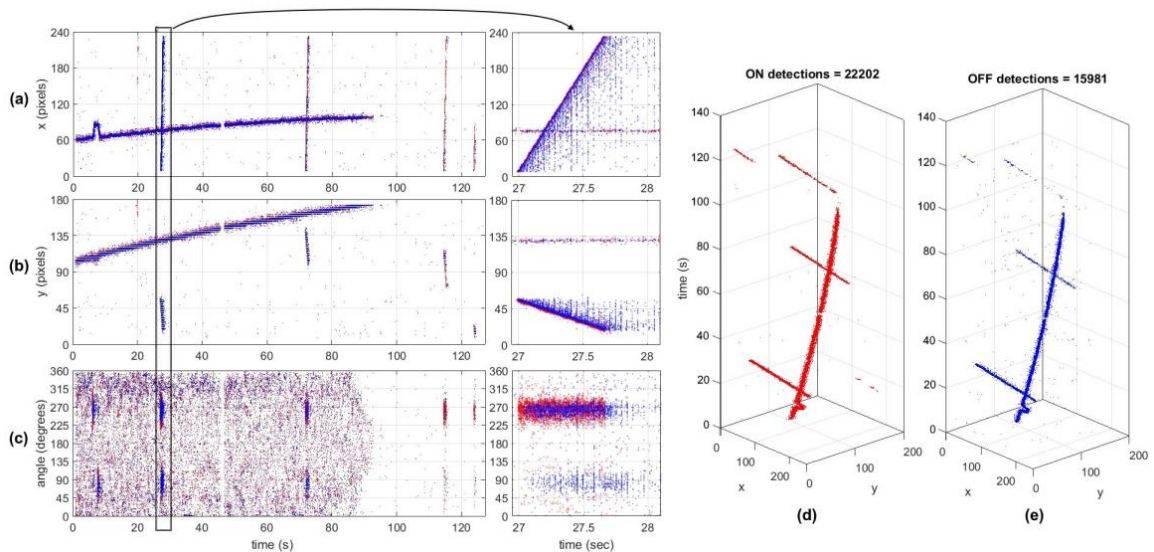 240
180
120
60
0
(a)
x (pixels)
0 20 40 60 80 100 120
27 27.5 28
180
135
90
45
0
(b)
y (pixels)
0 20 40 60 80 100 120
27 27.5 28
360
315
270
225
180
135
90
45
0
(c)
angle (degrees)
0 20 40 60 80 100 120
time (s)
240
180
120
60
0
180
135
90
45
0
360
315
270
225
180
135
90
45
0
27 27.5 28
time (sec)
ON detections = 22202
140
120
100
80
60
40
20
0
time (s)
0
100
200
x
0
100
200
y
(d)
OFF detections = 15981
140
120
100
80
60
40
20
0
0
100
200
x
0
100
200
y
(e)